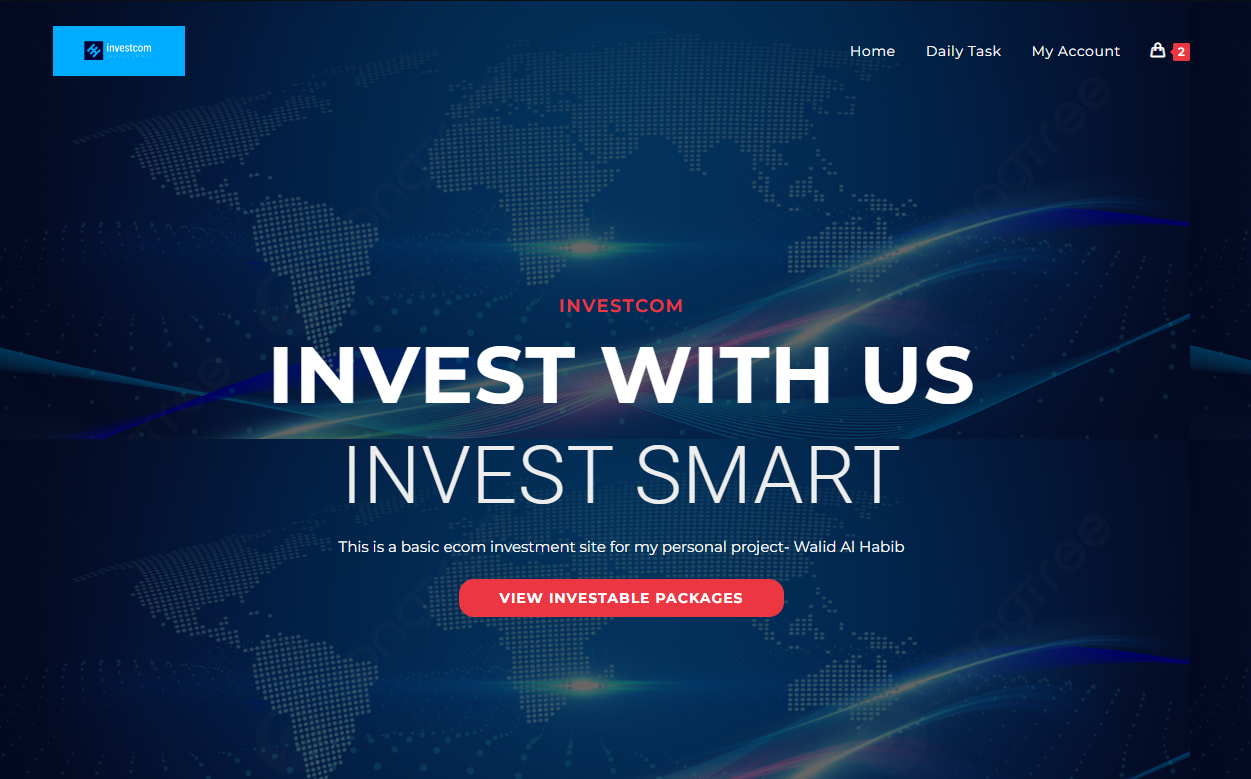 investcom
Home
Daily Task
My Account
2
INVESTCOM
INVEST WITH US
INVEST SMART
This is a basic ecom investment site for my personal project- Walid Al Habib
VIEW INVESTABLE PACKAGES